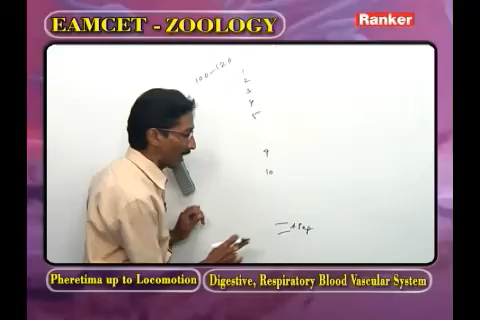 EAMCET - ZOOLOGY
Ranker
100-120
1
2
3
4
5
9
10
Pheretima up to Locomotion
Digestive, Respiratory Blood Vascular System